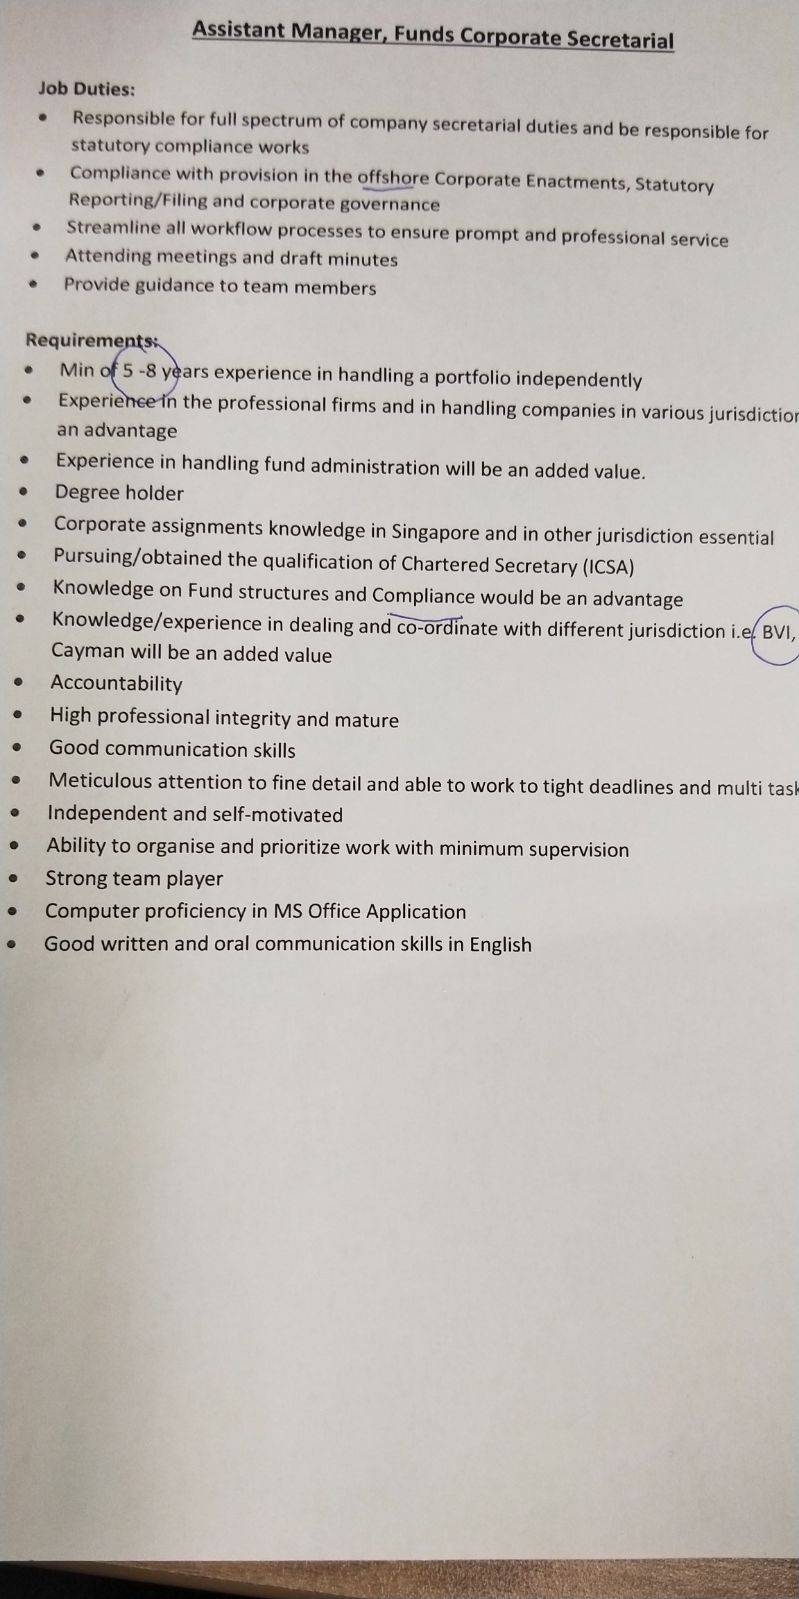 Assistant Manager, Funds Corporate Secretarial
Job Duties:
• Responsible for full spectrum of company secretarial duties and be responsible for
statutory compliance works
• Compliance with provision in the offshore Corporate Enactments, Statutory
Reporting/Filing and corporate governance
• Streamline all workflow processes to ensure prompt and professional service
• Attending meetings and draft minutes
• Provide guidance to team members
Requirements:
• Min of 5 -8 years experience in handling a portfolio independently
• Experience in the professional firms and in handling companies in various jurisdiction
an advantage
• Experience in handling fund administration will be an added value.
• Degree holder
• Corporate assignments knowledge in Singapore and in other jurisdiction essential
• Pursuing/obtained the qualification of Chartered Secretary (ICSA)
• Knowledge on Fund structures and Compliance would be an advantage
• Knowledge/experience in dealing and co-ordinate with different jurisdiction i.e. BVI,
Cayman will be an added value
• Accountability
• High professional integrity and mature
• Good communication skills
• Meticulous attention to fine detail and able to work to tight deadlines and multi task
• Independent and self-motivated
• Ability to organise and prioritize work with minimum supervision
• Strong team player
• Computer proficiency in MS Office Application
• Good written and oral communication skills in English